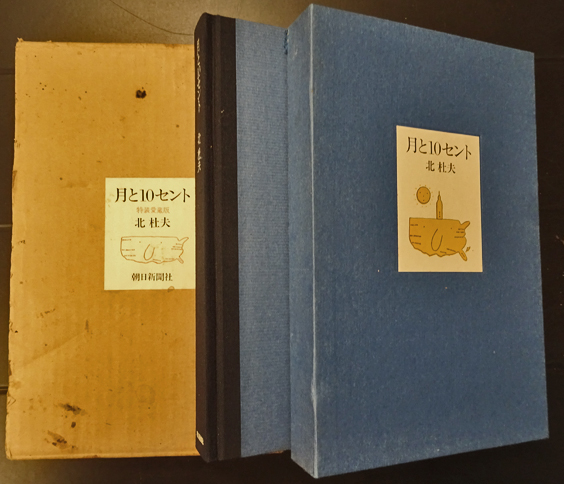 月と10セント
特装愛蔵版
北 杜夫
朝日新聞社
月と10セント
北 杜夫